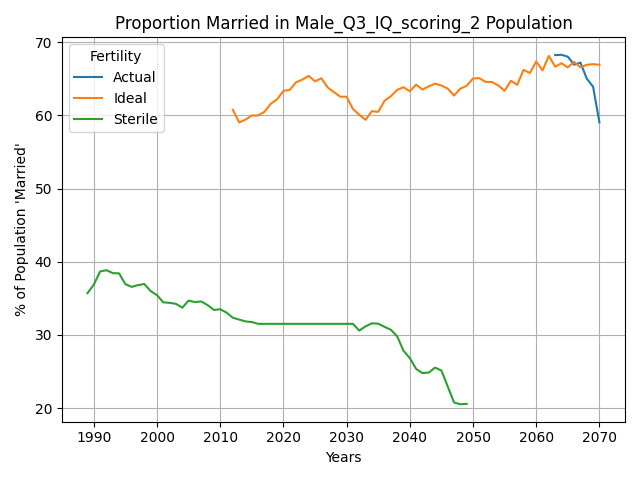 Proportion Married in Male_Q3_IQ_scoring_2 Population
Fertility
Actual
Ideal
Sterile
% of Population 'Married'
70
60
50
40
30
20
1990 2000 2010 2020 2030 2040 2050 2060 2070
Years